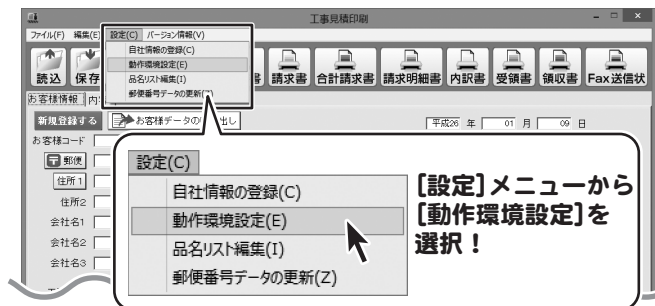 工事見積印刷
ファイル(F) 編集(E) 設定(C) バージョン情報(V)
自社情報の登録(C)
動作環境設定(E)
品名リスト編集(I)
郵便番号データの更新(Z)
読込 保存 請求書 合計請求書 請求明細書 内訳書 受領書 領収書 Fax送信状
お客様情報
新規登録する お客様データの 出し 平成26 年 01 月 09 日
お客様コード
〒郵便
住所1
住所2
会社名1
会社名2
会社名3
設定(C)
自社情報の登録(C)
動作環境設定(E)
品名リスト編集(I)
郵便番号データの更新(Z)
[設定]メニューから
[動作環境設定]を
選択！